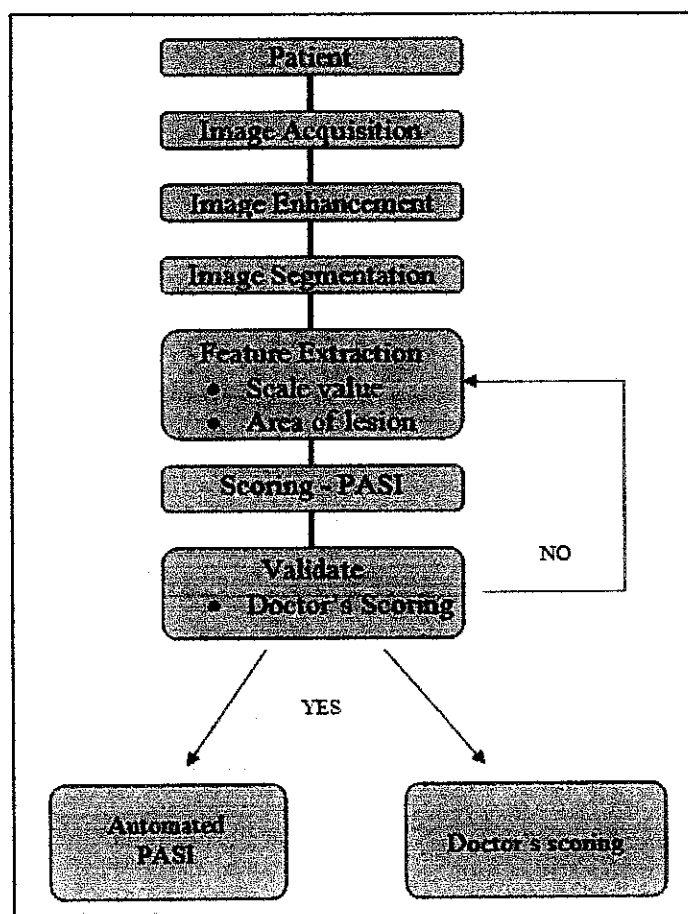 Patient
Image Acquisition
Image Enhancement
Image Segmentation
Feature Extraction
• Scale value
• Area of lesion
Scoring - PASI
Validate
• Doctor's Scoring
NO
YES
Automated
PASI
Doctor's scoring